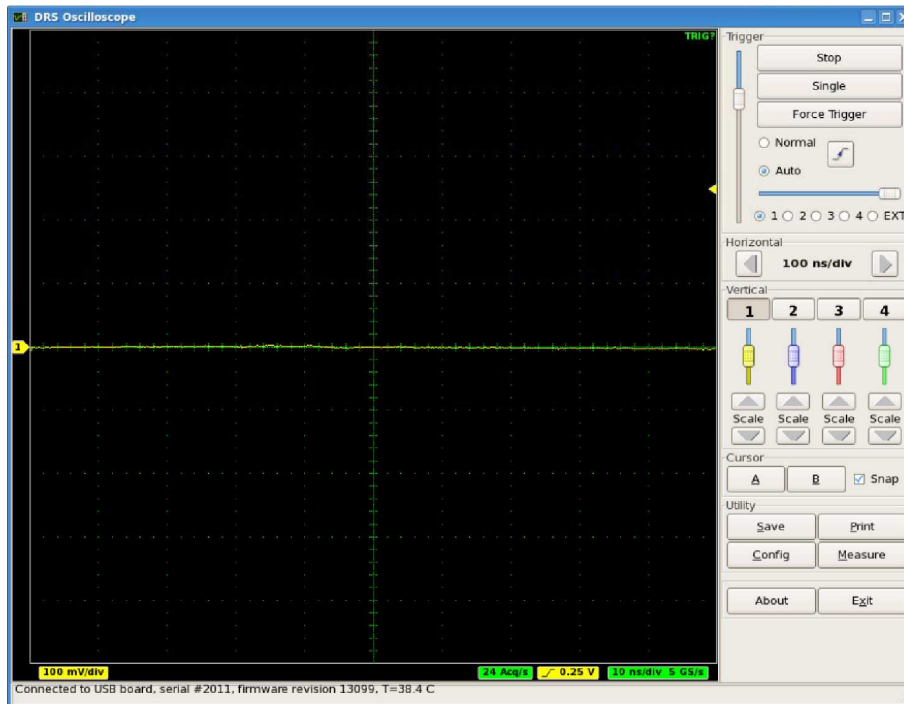 DRS Oscilloscope
TRIG?
Trigger
Stop
Single
Force Trigger
Normal
Auto
1 2 3 4 EXT
Horizontal
100 ns/div
Vertical
1 2 3 4
1
Scale Scale Scale Scale
Cursor
A B Snap
Utility
Save Print
Config Measure
About Exit
100 mV/div 24 Acq/s 0.25 V 10 ns/div 5 GS/s
Connected to USB board, serial #2011, firmware revision 13099, T=38.4 C